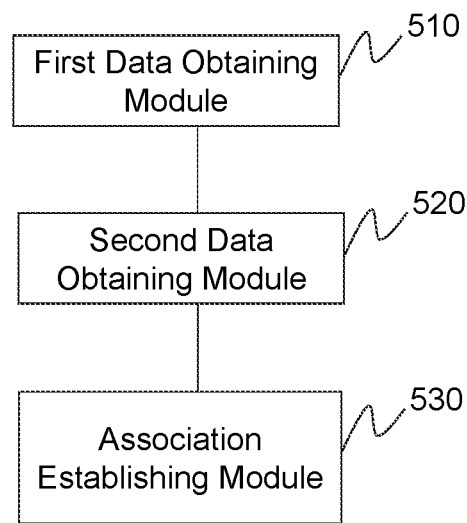 510
First Data Obtaining
Module
520
Second Data
Obtaining Module
530
Association
Establishing Module